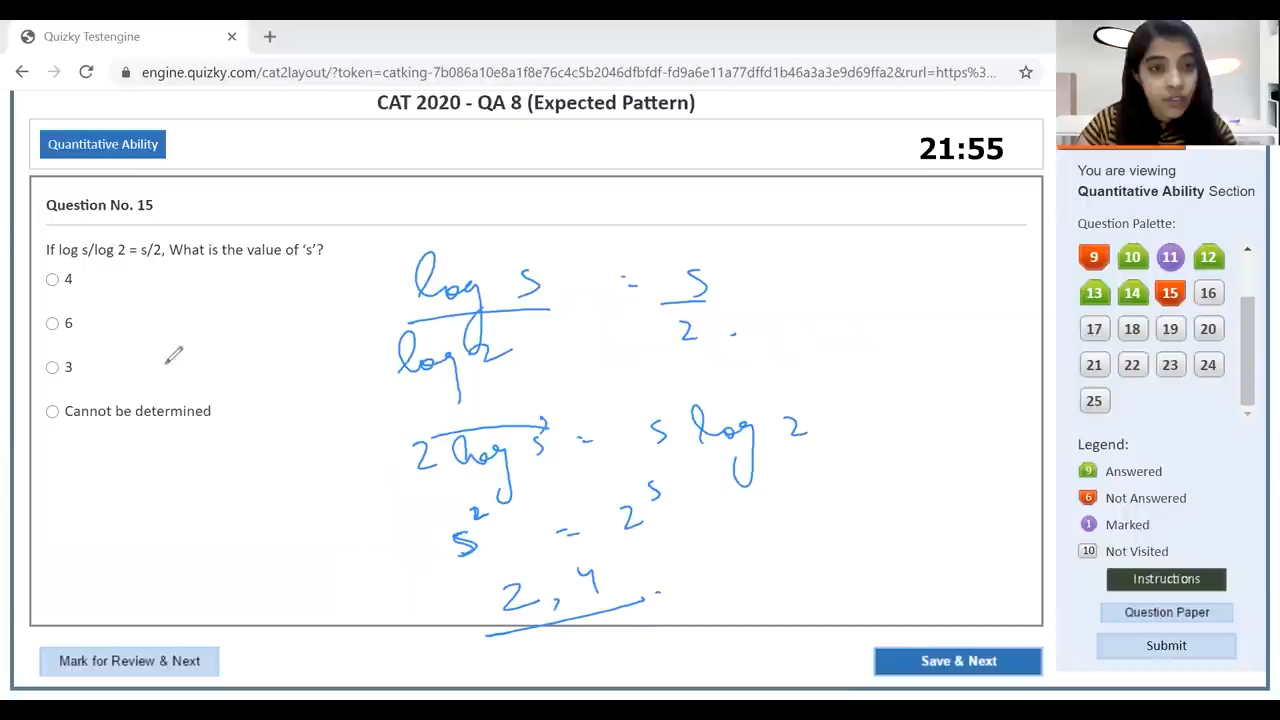 Quizky Testengine
engine.quizky.com/cat2layout/?token=catking-7b086a10e8a1f8e76c4c5b2046dfbfdf-fd9a6e11a77dffd1b46a3a3e9d69ffa2&rurl=https%3...
CAT 2020 - QA 8 (Expected Pattern)
Quantitative Ability
21:55
Question No. 15
If log s/log 2 = s/2, What is the value of ‘s’?
4
6
3
Cannot be determined
log s = s
log 2 2
2 log s = s log 2
s² = 2ˢ
2, 4
Mark for Review & Next
Save & Next
You are viewing
Quantitative Ability Section
Question Palette:
9 10 11 12
13 14 15 16
17 18 19 20
21 22 23 24
25
Legend:
9 Answered
6 Not Answered
1 Marked
10 Not Visited
Instructions
Question Paper
Submit